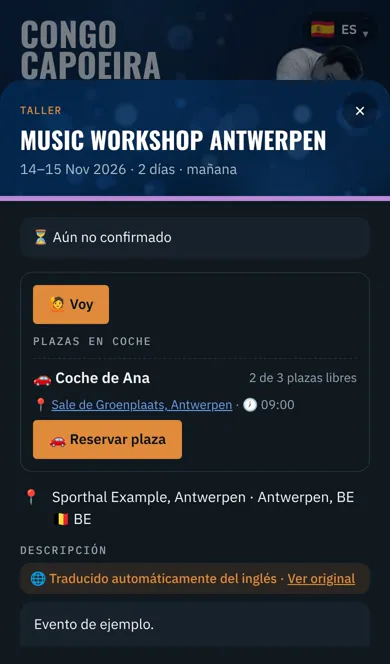 CONGO
CAPOEIRA
🇪🇸 ES ▾
TALLER
✕
MUSIC WORKSHOP ANTWERPEN
14–15 Nov 2026 · 2 días · mañana
⏳ Aún no confirmado
🙋 Voy
PLAZAS EN COCHE
🚗 Coche de Ana 2 de 3 plazas libres
📍 Sale de Groenplaats, Antwerpen · 🕖 09:00
🚗 Reservar plaza
📍 Sporthal Example, Antwerpen · Antwerpen, BE
🇧🇪 BE
DESCRIPCIÓN
🌐 Traducido automáticamente del inglés · Ver original
Evento de ejemplo.